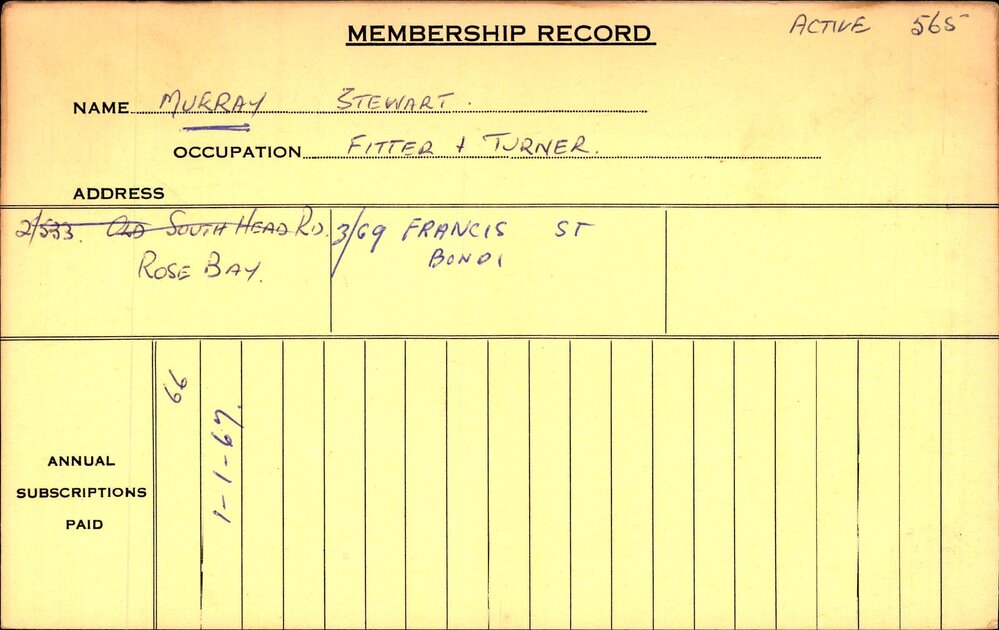 ACTIVE 565
MEMBERSHIP RECORD
NAME MURRAY STEWART.
OCCUPATION FITTER + TURNER.
ADDRESS
2/533. OLD SOUTH HEAD RD.
ROSE BAY.
3/69 FRANCIS ST
BONDI
66
1-1-67.
ANNUAL
SUBSCRIPTIONS
PAID